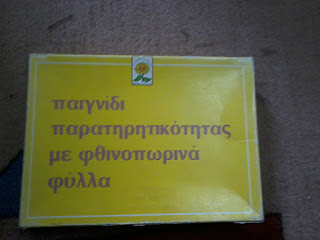 παιγνίδι
παρατηρητικότητας
με φθινοπωρινά
φύλλα